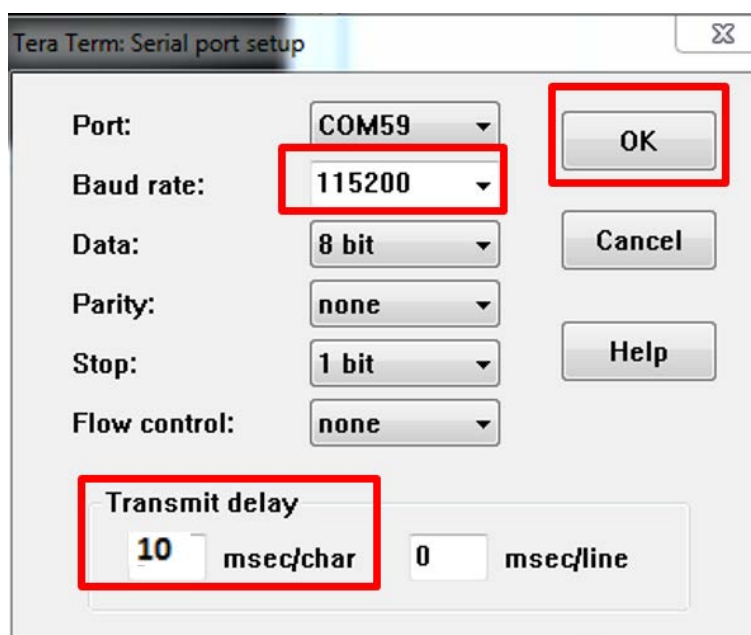 Tera Term: Serial port setup
Port: COM59
OK
Baud rate: 115200
Data: 8 bit
Cancel
Parity: none
Stop: 1 bit
Help
Flow control: none
Transmit delay
10 msec/char 0 msec/line